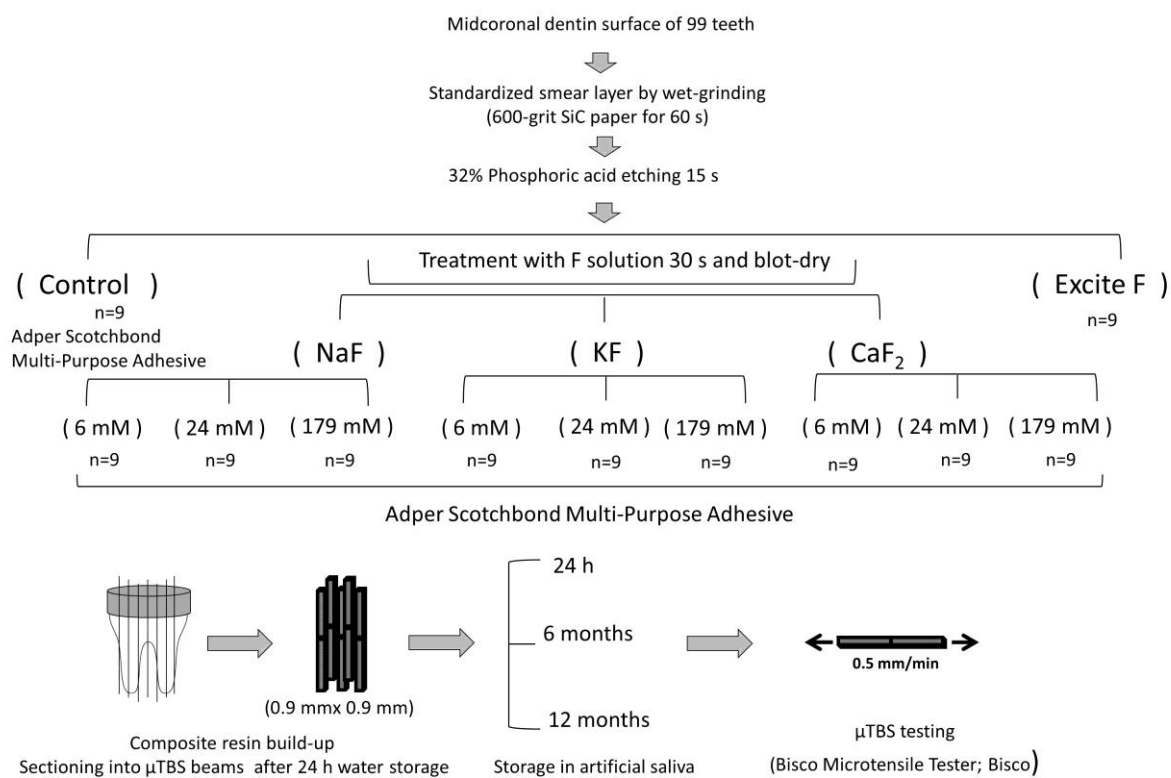 Midcoronal dentin surface of 99 teeth
Standardized smear layer by wet-grinding
(600-grit SiC paper for 60 s)
32% Phosphoric acid etching 15 s
Treatment with F solution 30 s and blot-dry
( Control )
n=9
Adper Scotchbond
Multi-Purpose Adhesive
( Excite F )
n=9
( NaF )
( KF )
( CaF₂ )
( 6 mM )
( 24 mM )
( 179 mM )
( 6 mM )
( 24 mM )
( 179 mM )
( 6 mM )
( 24 mM )
( 179 mM )
n=9
n=9
n=9
n=9
n=9
n=9
n=9
n=9
n=9
Adper Scotchbond Multi-Purpose Adhesive
24 h
6 months
12 months
0.5 mm/min
(0.9 mmx 0.9 mm)
Composite resin build-up
Sectioning into µTBS beams after 24 h water storage
Storage in artificial saliva
µTBS testing
(Bisco Microtensile Tester; Bisco)